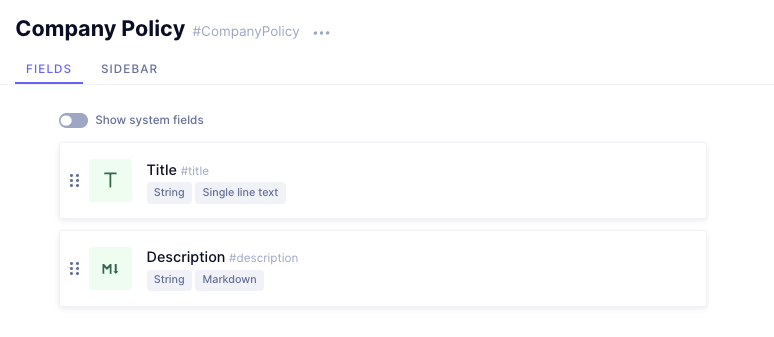 Company Policy #CompanyPolicy
FIELDS SIDEBAR
Show system fields
T
Title #title
String Single line text
M↓
Description #description
String Markdown